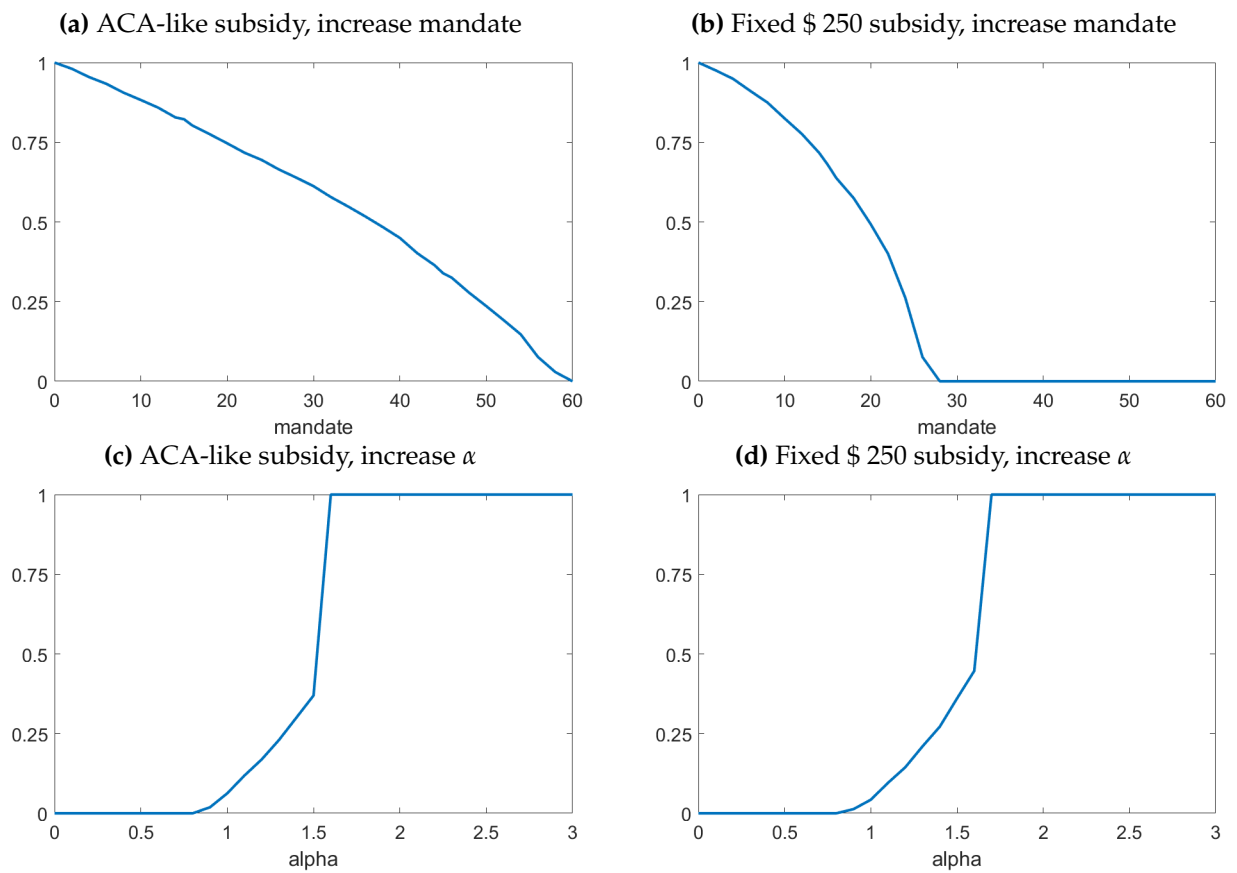 (a) ACA-like subsidy, increase mandate
(b) Fixed $ 250 subsidy, increase mandate
1
0.75
0.5
0.25
0
0 10 20 30 40 50 60
mandate
1
0.75
0.5
0.25
0
0 10 20 30 40 50 60
mandate
(c) ACA-like subsidy, increase α
(d) Fixed $ 250 subsidy, increase α
1
0.75
0.5
0.25
0
0 0.5 1 1.5 2 2.5 3
alpha
1
0.75
0.5
0.25
0
0 0.5 1 1.5 2 2.5 3
alpha